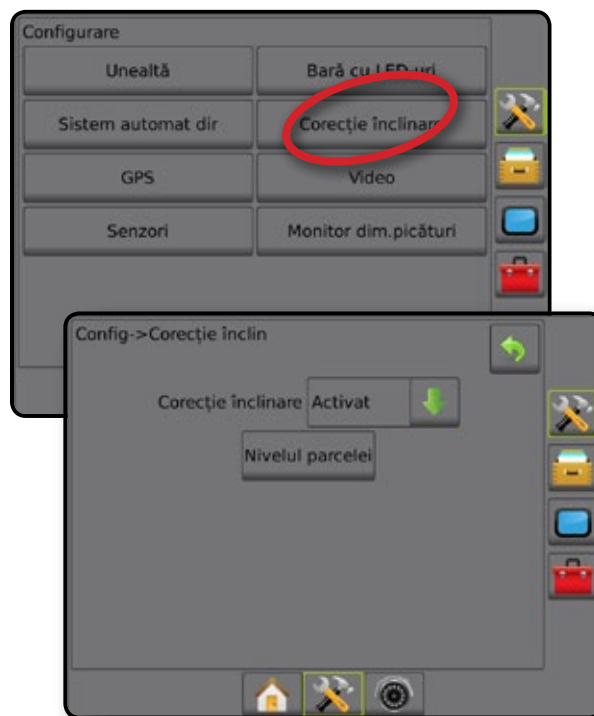 Configurare
Unealtă
Bară cu LED-uri
Sistem automat dir
Corecție înclinare
GPS
Video
Senzori
Monitor dim.picături
Config->Corecție înclin
Corecție înclinare Activat
Nivelul parcelei